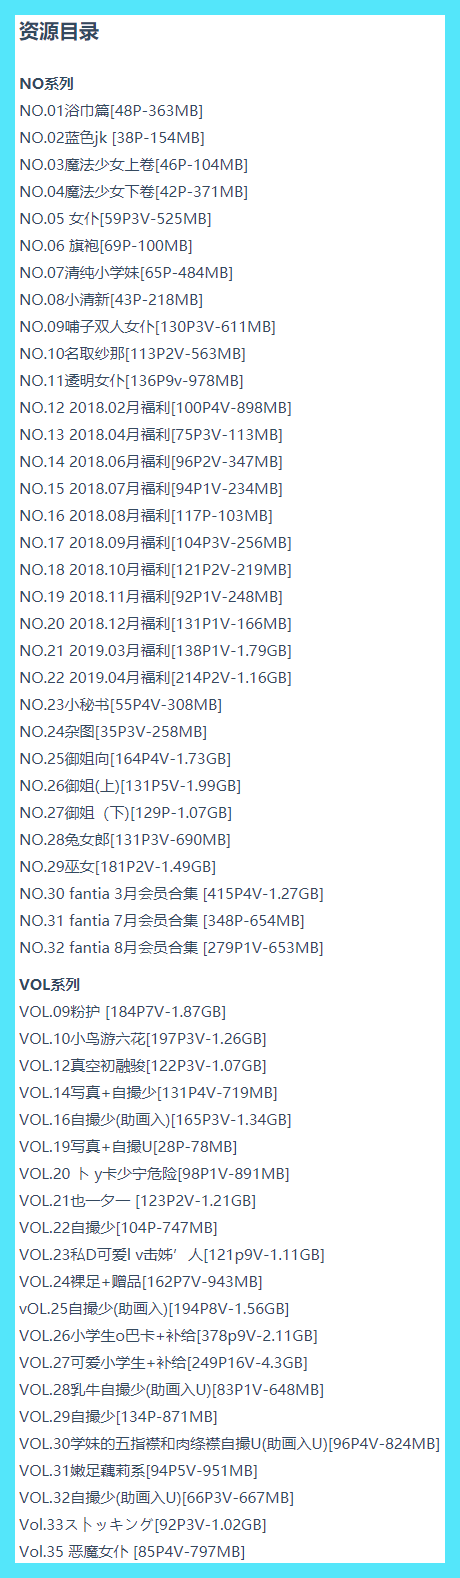 资源目录
NO系列
NO.01浴巾篇[48P-363MB]
NO.02蓝色jk [38P-154MB]
NO.03魔法少女上卷[46P-104MB]
NO.04魔法少女下卷[42P-371MB]
NO.05 女仆[59P3V-525MB]
NO.06 旗袍[69P-100MB]
NO.07清纯小学妹[65P-484MB]
NO.08小清新[43P-218MB]
NO.09哺子双人女仆[130P3V-611MB]
NO.10名取纱那[113P2V-563MB]
NO.11逶明女仆[136P9v-978MB]
NO.12 2018.02月福利[100P4V-898MB]
NO.13 2018.04月福利[75P3V-113MB]
NO.14 2018.06月福利[96P2V-347MB]
NO.15 2018.07月福利[94P1V-234MB]
NO.16 2018.08月福利[117P-103MB]
NO.17 2018.09月福利[104P3V-256MB]
NO.18 2018.10月福利[121P2V-219MB]
NO.19 2018.11月福利[92P1V-248MB]
NO.20 2018.12月福利[131P1V-166MB]
NO.21 2019.03月福利[138P1V-1.79GB]
NO.22 2019.04月福利[214P2V-1.16GB]
NO.23小秘书[55P4V-308MB]
NO.24杂图[35P3V-258MB]
NO.25御姐向[164P4V-1.73GB]
NO.26御姐(上)[131P5V-1.99GB]
NO.27御姐（下)[129P-1.07GB]
NO.28兔女郎[131P3V-690MB]
NO.29巫女[181P2V-1.49GB]
NO.30 fantia 3月会员合集 [415P4V-1.27GB]
NO.31 fantia 7月会员合集 [348P-654MB]
NO.32 fantia 8月会员合集 [279P1V-653MB]
VOL系列
VOL.09粉护 [184P7V-1.87GB]
VOL.10小鸟游六花[197P3V-1.26GB]
VOL.12真空初融骏[122P3V-1.07GB]
VOL.14写真+自撮少[131P4V-719MB]
VOL.16自撮少(助画入)[165P3V-1.34GB]
VOL.19写真+自撮U[28P-78MB]
VOL.20 卜 y卡少宁危险[98P1V-891MB]
VOL.21也一夕一 [123P2V-1.21GB]
VOL.22自撮少[104P-747MB]
VOL.23私D可爱l v击姊′人[121p9V-1.11GB]
VOL.24裸足+赠品[162P7V-943MB]
vOL.25自撮少(助画入)[194P8V-1.56GB]
VOL.26小学生o巴卡+补给[378p9V-2.11GB]
VOL.27可爱小学生+补给[249P16V-4.3GB]
VOL.28乳牛自撮少(助画入U)[83P1V-648MB]
VOL.29自撮少[134P-871MB]
VOL.30学妹的五指襟和肉绦襟自撮U(助画入U)[96P4V-824MB]
VOL.31嫩足藕莉系[94P5V-951MB]
VOL.32自撮少(助画入U)[66P3V-667MB]
Vol.33ストッキング[92P3V-1.02GB]
Vol.35 恶魔女仆 [85P4V-797MB]